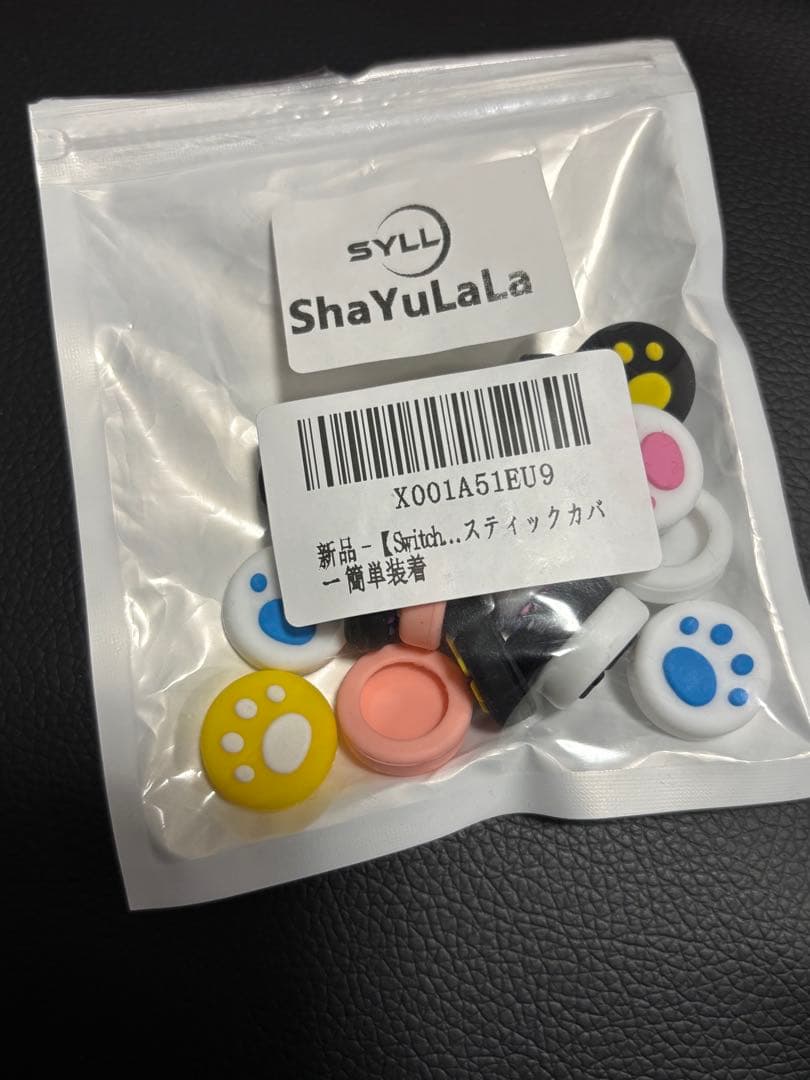 SYLL
ShaYuLaLa
X001A51EU9
新品 - 【Switch...スティックカバ
ー 簡単装着